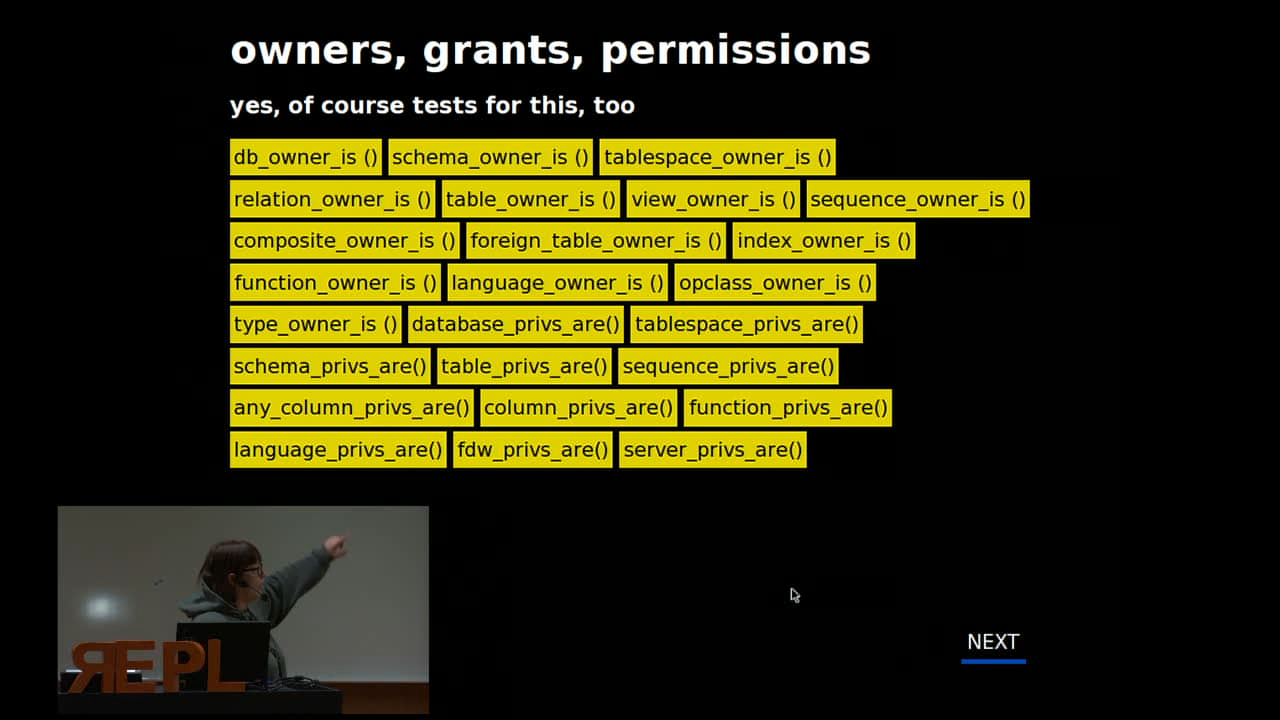 owners, grants, permissions
yes, of course tests for this, too
db_owner_is () schema_owner_is () tablespace_owner_is ()
relation_owner_is () table_owner_is () view_owner_is () sequence_owner_is ()
composite_owner_is () foreign_table_owner_is () index_owner_is ()
function_owner_is () language_owner_is () opclass_owner_is ()
type_owner_is () database_privs_are() tablespace_privs_are()
schema_privs_are() table_privs_are() sequence_privs_are()
any_column_privs_are() column_privs_are() function_privs_are()
language_privs_are() fdw_privs_are() server_privs_are()
NEXT
ЯEPL